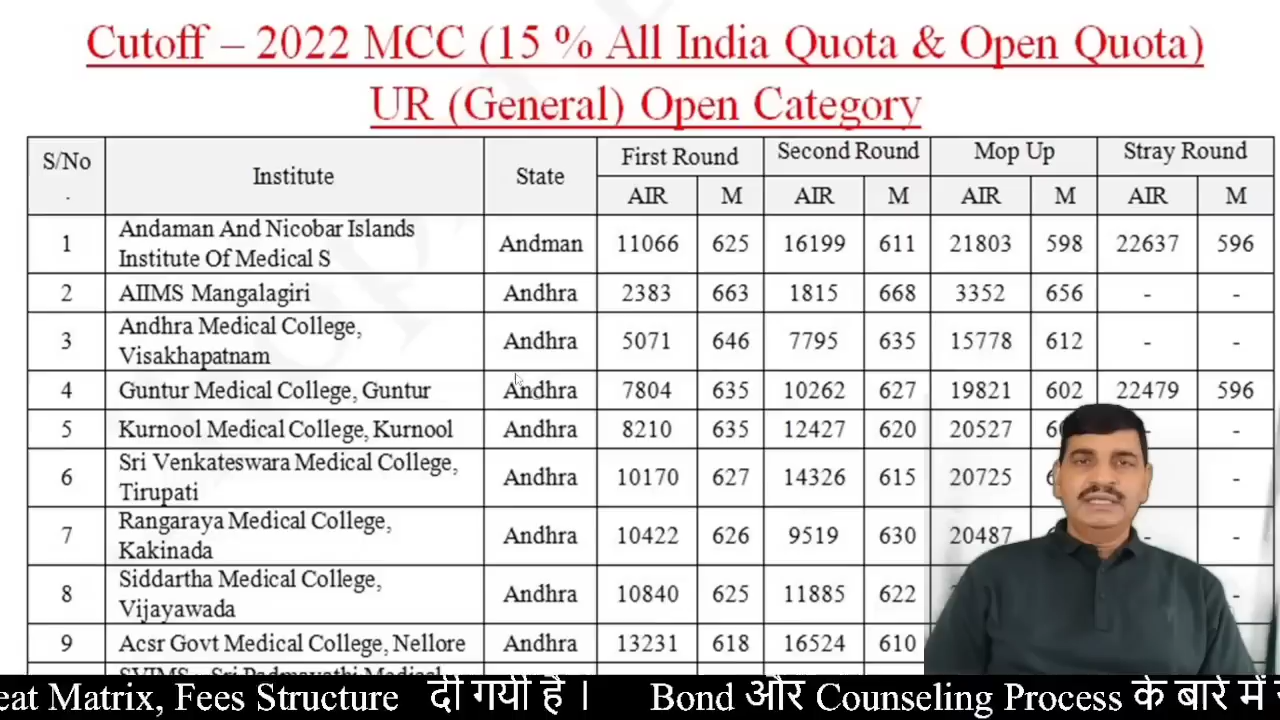 Cutoff – 2022 MCC (15 % All India Quota & Open Quota)
UR (General) Open Category
S/No. Institute State First Round Second Round Mop Up Stray Round
AIR M AIR M AIR M AIR M
1 Andaman And Nicobar Islands Institute Of Medical S Andman 11066 625 16199 611 21803 598 22637 596
2 AIIMS Mangalagiri Andhra 2383 663 1815 668 3352 656 - -
3 Andhra Medical College, Visakhapatnam Andhra 5071 646 7795 635 15778 612 - -
4 Guntur Medical College, Guntur Andhra 7804 635 10262 627 19821 602 22479 596
5 Kurnool Medical College, Kurnool Andhra 8210 635 12427 620 20527 - -
6 Sri Venkateswara Medical College, Tirupati Andhra 10170 627 14326 615 20725 -
7 Rangaraya Medical College, Kakinada Andhra 10422 626 9519 630 20487 - -
8 Siddartha Medical College, Vijayawada Andhra 10840 625 11885 622 -
9 Acsr Govt Medical College, Nellore Andhra 13231 618 16524 610 -
SVIMS - Sri Padmavathi Medical
eat Matrix, Fees Structure दी गयी है । Bond और Counseling Process के बारे में